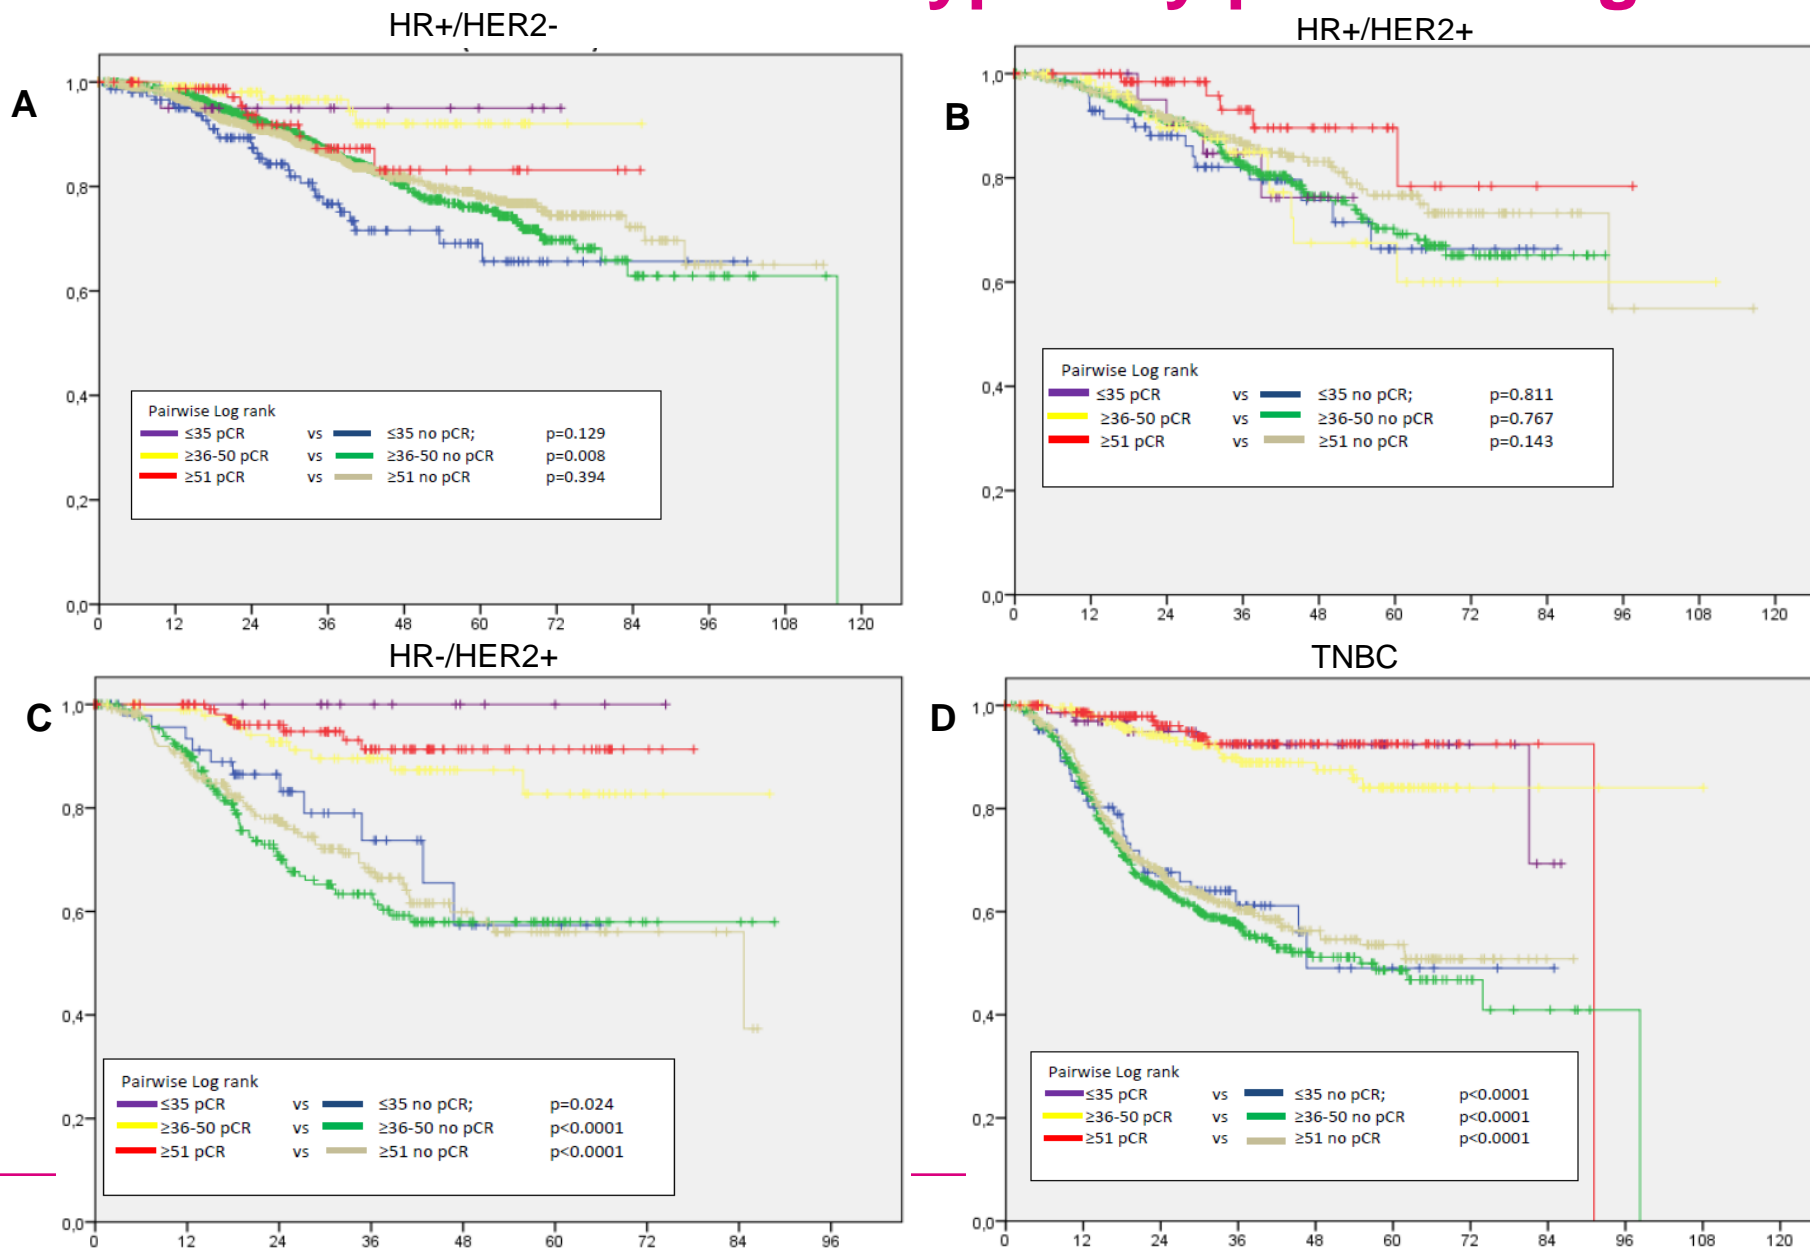 HR+/HER2-
HR+/HER2+
A
1,0
0,8
0,6
0,4
0,2
0,0
0 12 24 36 48 60 72 84 96 108 120
Pairwise Log rank
≤35 pCR vs ≤35 no pCR; p=0.129
≥36-50 pCR vs ≥36-50 no pCR p=0.008
≥51 pCR vs ≥51 no pCR p=0.394
B
1,0
0,8
0,6
0,4
0,2
0,0
0 12 24 36 48 60 72 84 96 108 120
Pairwise Log rank
≤35 pCR vs ≤35 no pCR; p=0.811
≥36-50 pCR vs ≥36-50 no pCR p=0.767
≥51 pCR vs ≥51 no pCR p=0.143
HR-/HER2+
TNBC
C
1,0
0,8
0,6
0,4
0,2
0,0
0 12 24 36 48 60 72 84 96
Pairwise Log rank
≤35 pCR vs ≤35 no pCR; p=0.024
≥36-50 pCR vs ≥36-50 no pCR p<0.0001
≥51 pCR vs ≥51 no pCR p<0.0001
D
1,0
0,8
0,6
0,4
0,2
0,0
0 12 24 36 48 60 72 84 96 108 120
Pairwise Log rank
≤35 pCR vs ≤35 no pCR; p<0.0001
≥36-50 pCR vs ≥36-50 no pCR p<0.0001
≥51 pCR vs ≥51 no pCR p<0.0001